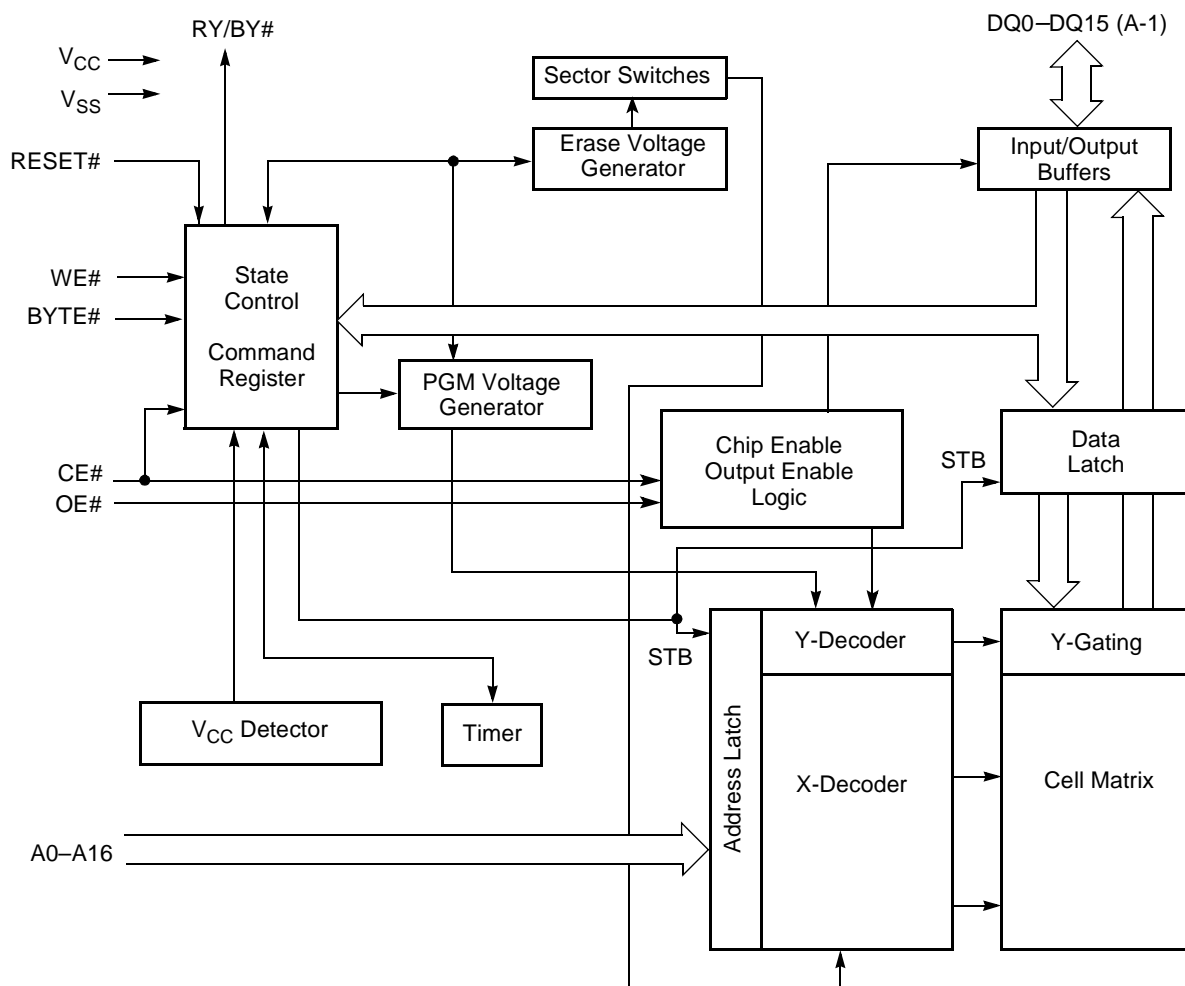 RY/BY#
DQ0–DQ15 (A-1)
VCC
VSS
Sector Switches
RESET#
Erase Voltage
Generator
Input/Output
Buffers
WE#
BYTE#
State
Control
Command
Register
PGM Voltage
Generator
CE#
OE#
Chip Enable
Output Enable
Logic
STB
Data
Latch
STB
Y-Decoder
Y-Gating
VCC Detector
Timer
Address Latch
X-Decoder
Cell Matrix
A0–A16